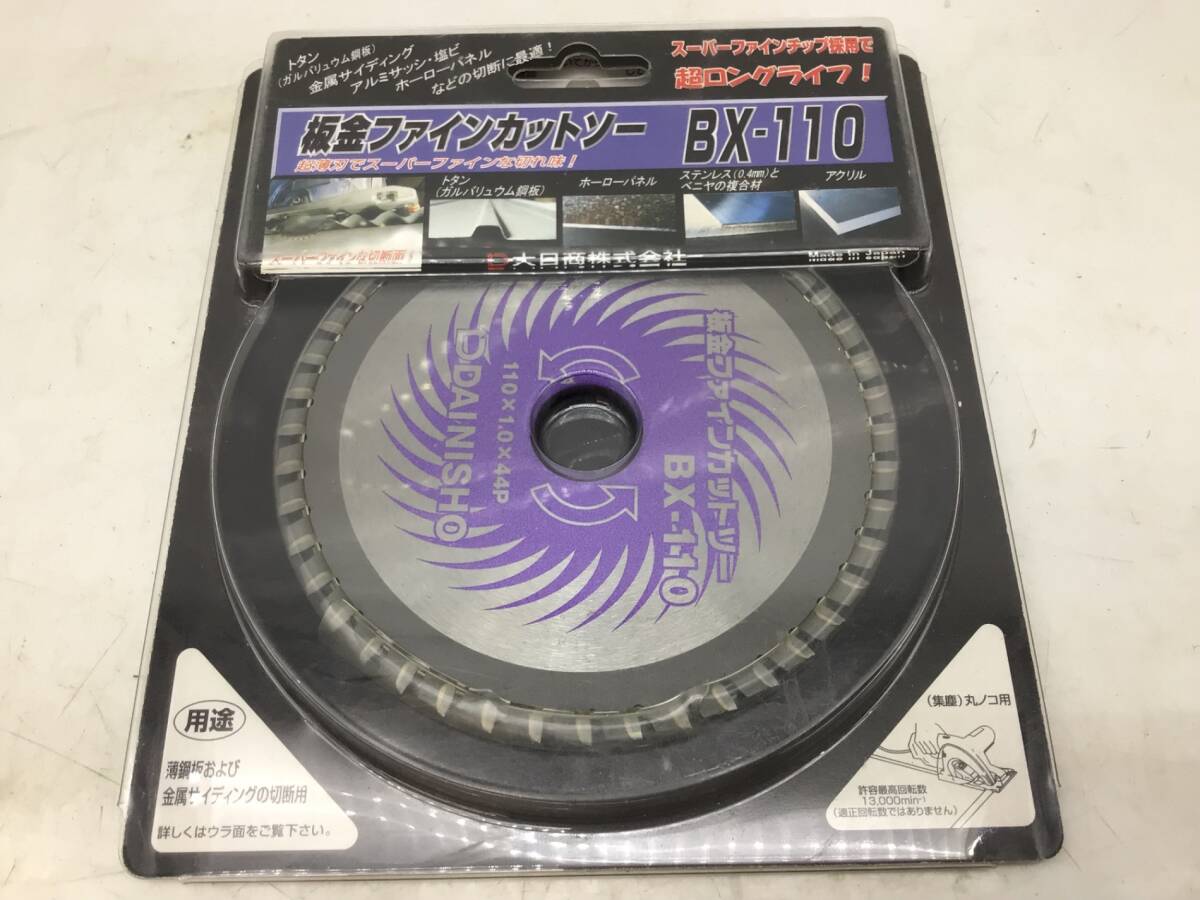 トタン
(ガルバリュウム鋼板)
金属サイディング
アルミサッシ・塩ビ
ホーローパネル
などの切断に最適!
スーパーファインチップ採用で
超ロングライフ!
板金ファインカットソー BX-110
超薄刃でスーパーファインな切れ味!
トタン
(ガルバリュウム鋼板)
ホーローパネル
ステンレス(0.4mm)と
ベニヤの複合材
アクリル
スーパーファインな切断面
大日商株式会社
Made in Japan
板金ファインカットソー
BX-110
110×1.0×44P
DAINISHO
用途
薄鋼板および
金属サイディングの切断用
詳しくはウラ面をご覧下さい。
(集塵)丸ノコ用
許容最高回転数
13,000min⁻¹
(適正回転数ではありません)